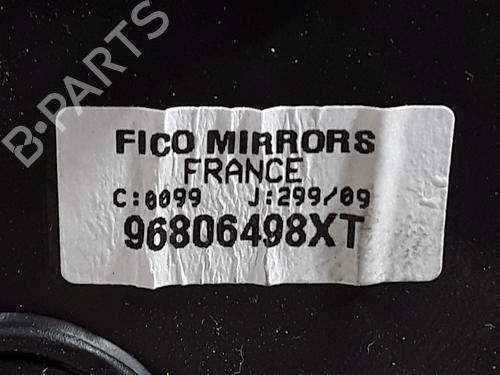 B-PARTS
FICO MIRRORS
FRANCE
C:0099 J:299/09
96806498XT